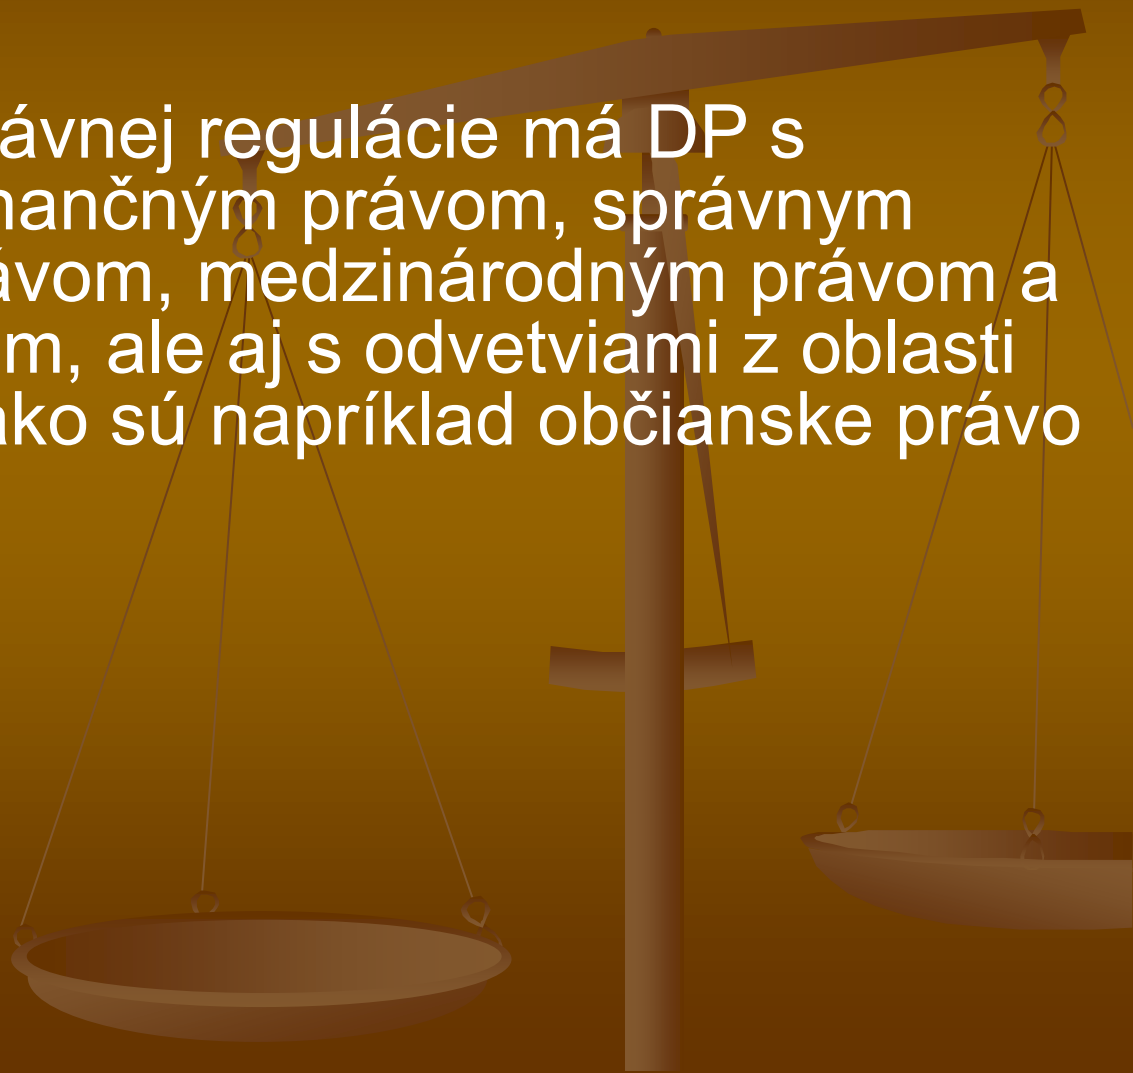 ávnej regulácie má DP s
nančným právom, správnym
ávom, medzinárodným právom a
m, ale aj s odvetviami z oblasti
ako sú napríklad občianske právo